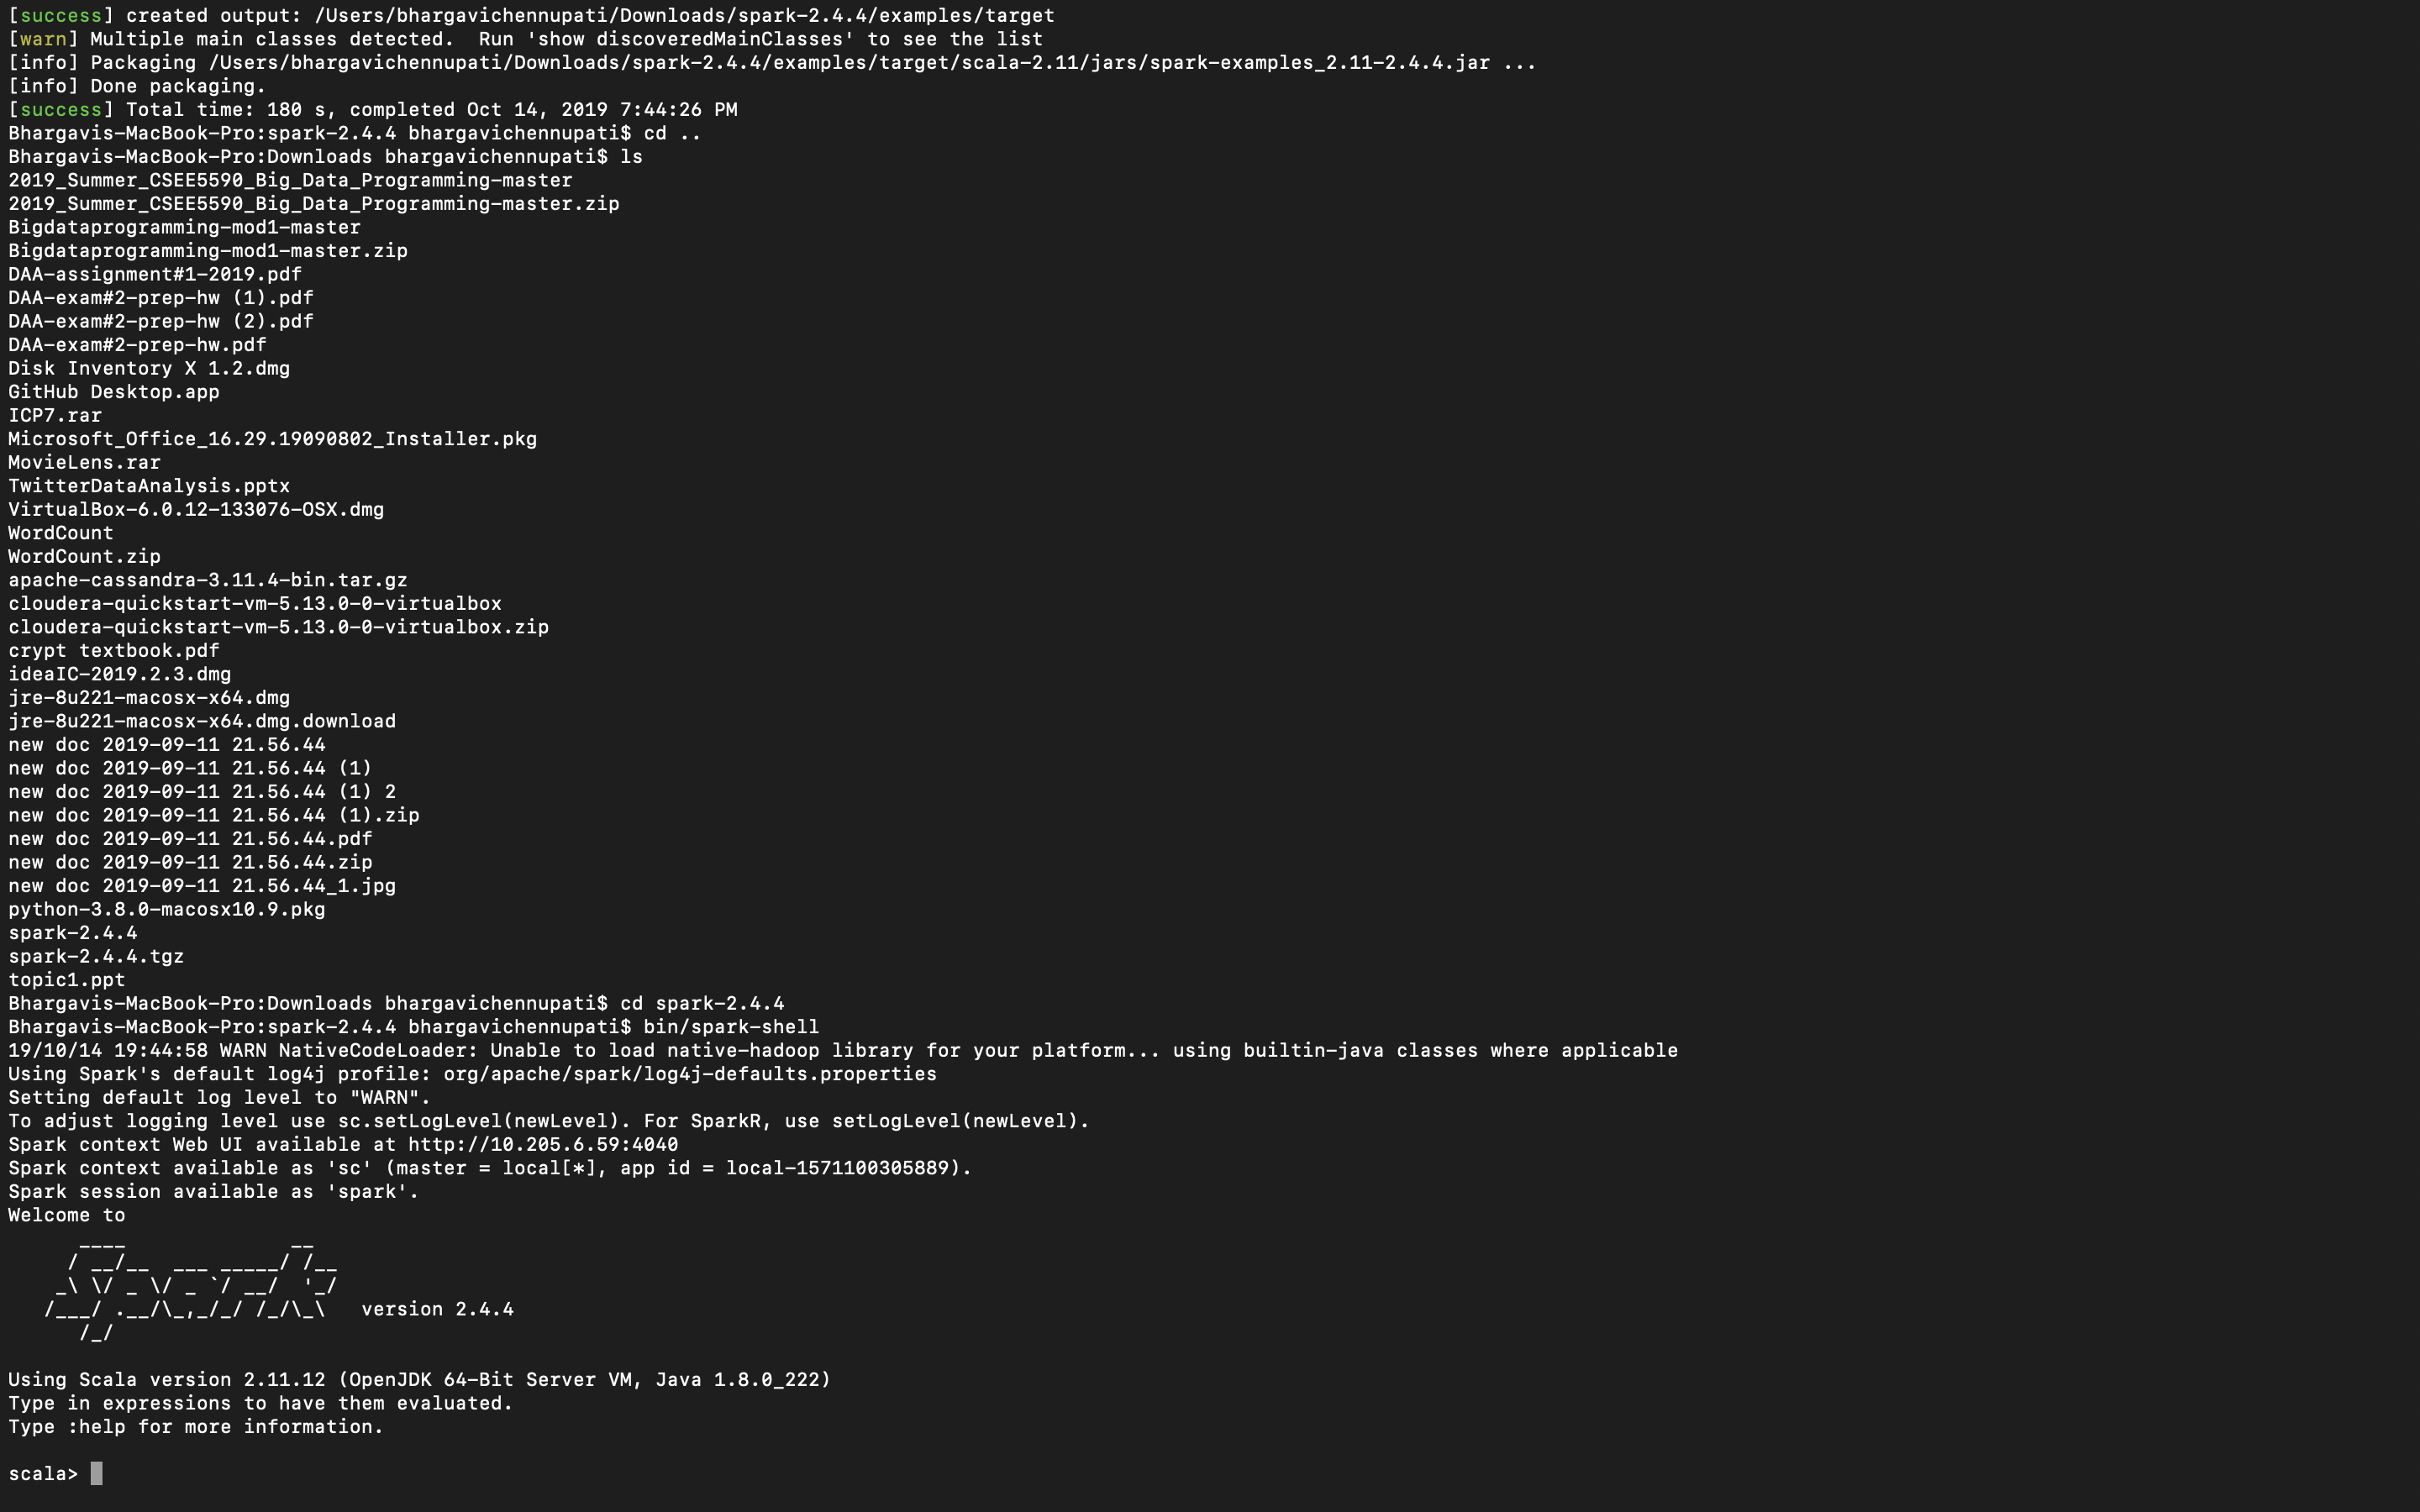 [success] created output: /Users/bhargavichennupati/Downloads/spark-2.4.4/examples/target
[warn] Multiple main classes detected.  Run 'show discoveredMainClasses' to see the list
[info] Packaging /Users/bhargavichennupati/Downloads/spark-2.4.4/examples/target/scala-2.11/jars/spark-examples_2.11-2.4.4.jar ...
[info] Done packaging.
[success] Total time: 180 s, completed Oct 14, 2019 7:44:26 PM
Bhargavis-MacBook-Pro:spark-2.4.4 bhargavichennupati$ cd ..
Bhargavis-MacBook-Pro:Downloads bhargavichennupati$ ls
2019_Summer_CSEE5590_Big_Data_Programming-master
2019_Summer_CSEE5590_Big_Data_Programming-master.zip
Bigdataprogramming-mod1-master
Bigdataprogramming-mod1-master.zip
DAA-assignment#1-2019.pdf
DAA-exam#2-prep-hw (1).pdf
DAA-exam#2-prep-hw (2).pdf
DAA-exam#2-prep-hw.pdf
Disk Inventory X 1.2.dmg
GitHub Desktop.app
ICP7.rar
Microsoft_Office_16.29.19090802_Installer.pkg
MovieLens.rar
TwitterDataAnalysis.pptx
VirtualBox-6.0.12-133076-OSX.dmg
WordCount
WordCount.zip
apache-cassandra-3.11.4-bin.tar.gz
cloudera-quickstart-vm-5.13.0-0-virtualbox
cloudera-quickstart-vm-5.13.0-0-virtualbox.zip
crypt textbook.pdf
ideaIC-2019.2.3.dmg
jre-8u221-macosx-x64.dmg
jre-8u221-macosx-x64.dmg.download
new doc 2019-09-11 21.56.44
new doc 2019-09-11 21.56.44 (1)
new doc 2019-09-11 21.56.44 (1) 2
new doc 2019-09-11 21.56.44 (1).zip
new doc 2019-09-11 21.56.44.pdf
new doc 2019-09-11 21.56.44.zip
new doc 2019-09-11 21.56.44_1.jpg
python-3.8.0-macosx10.9.pkg
spark-2.4.4
spark-2.4.4.tgz
topic1.ppt
Bhargavis-MacBook-Pro:Downloads bhargavichennupati$ cd spark-2.4.4
Bhargavis-MacBook-Pro:spark-2.4.4 bhargavichennupati$ bin/spark-shell
19/10/14 19:44:58 WARN NativeCodeLoader: Unable to load native-hadoop library for your platform... using builtin-java classes where applicable
Using Spark's default log4j profile: org/apache/spark/log4j-defaults.properties
Setting default log level to "WARN".
To adjust logging level use sc.setLogLevel(newLevel). For SparkR, use setLogLevel(newLevel).
Spark context Web UI available at http://10.205.6.59:4040
Spark context available as 'sc' (master = local[*], app id = local-1571100305889).
Spark session available as 'spark'.
Welcome to
      ____              __
     / __/__  ___ _____/ /__
    _\ \/ _ \/ _ `/ __/  '_/
   /___/ .__/\_,_/_/ /_/\_\   version 2.4.4
      /_/
Using Scala version 2.11.12 (OpenJDK 64-Bit Server VM, Java 1.8.0_222)
Type in expressions to have them evaluated.
Type :help for more information.
scala>